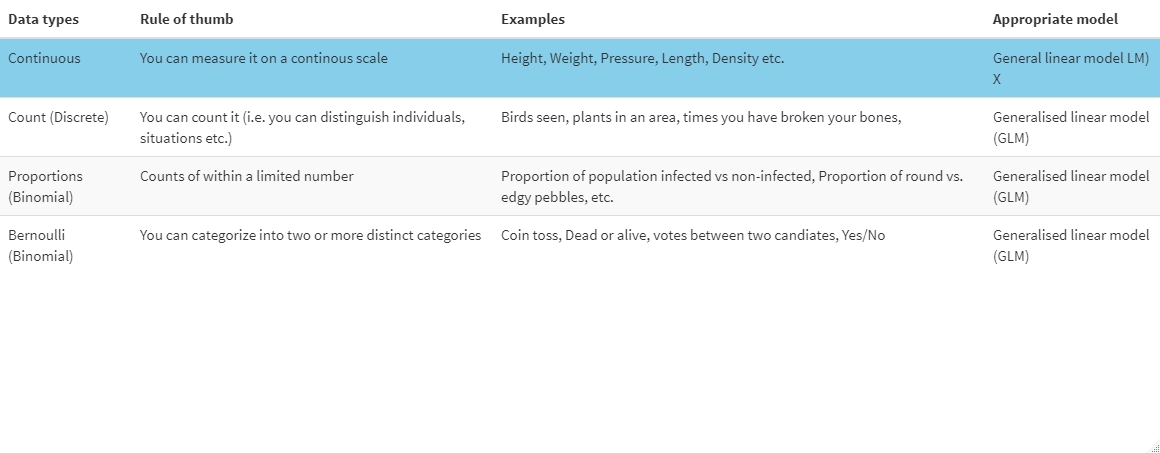 Data types Rule of thumb Examples Appropriate model
Continuous You can measure it on a continous scale Height, Weight, Pressure, Length, Density etc. General linear model LM)
X
Count (Discrete) You can count it (i.e. you can distinguish individuals, Birds seen, plants in an area, times you have broken your bones, Generalised linear model
situations etc.) (GLM)
Proportions Counts of within a limited number Proportion of population infected vs non-infected, Proportion of round vs. Generalised linear model
(Binomial) edgy pebbles, etc. (GLM)
Bernoulli You can categorize into two or more distinct categories Coin toss, Dead or alive, votes between two candiates, Yes/No Generalised linear model
(Binomial) (GLM)